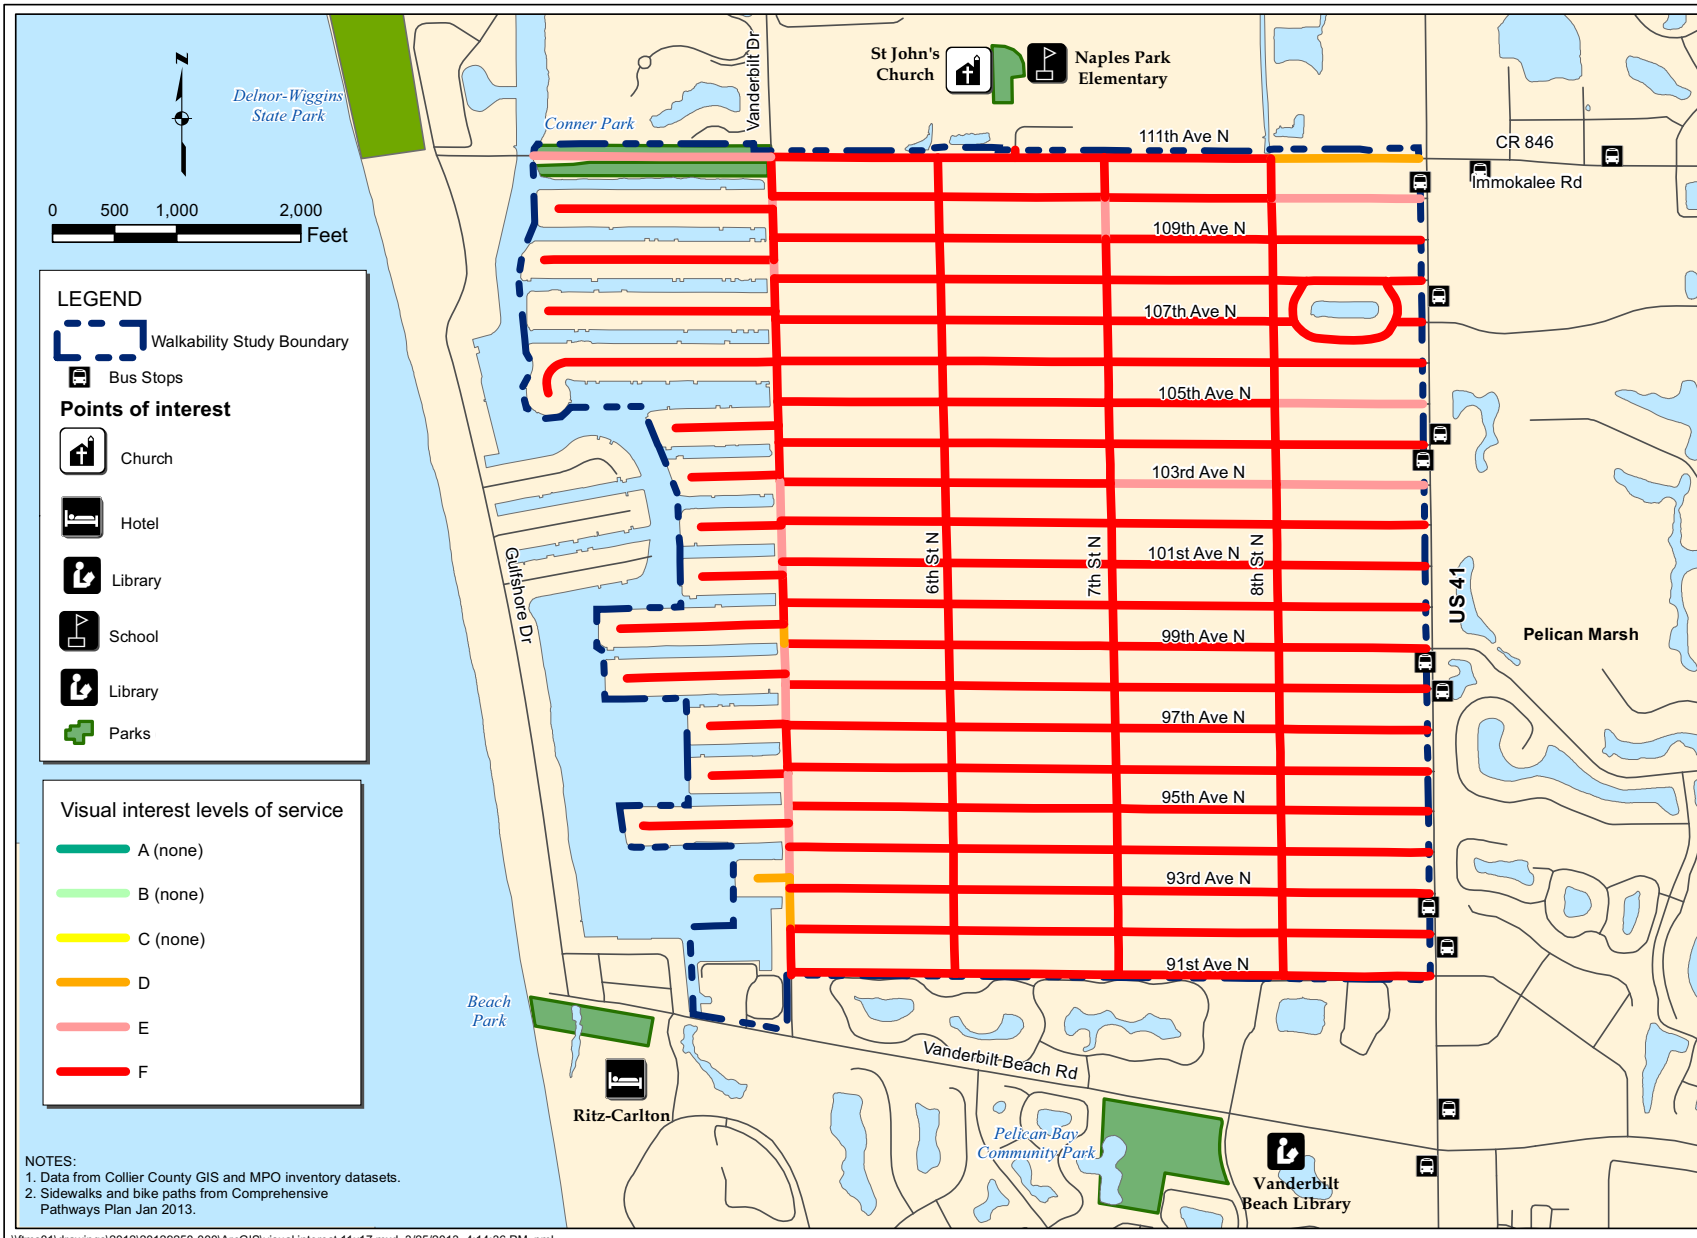 N
Delnor-Wiggins
State Park
Conner Park
Vanderbilt Dr
St John's
Church
Naples Park
Elementary
111th Ave N
CR 846
Immokalee Rd
0 500 1,000 2,000
Feet
109th Ave N
107th Ave N
105th Ave N
103rd Ave N
101st Ave N
99th Ave N
97th Ave N
95th Ave N
93rd Ave N
91st Ave N
6th St N
7th St N
8th St N
US 41
Gulfshore Dr
Pelican Marsh
LEGEND
Walkability Study Boundary
Bus Stops
Points of interest
Church
Hotel
Library
School
Library
Parks
Visual interest levels of service
A (none)
B (none)
C (none)
D
E
F
Beach
Park
Ritz-Carlton
Vanderbilt Beach Rd
Pelican Bay
Community Park
Vanderbilt
Beach Library
NOTES:
1. Data from Collier County GIS and MPO inventory datasets.
2. Sidewalks and bike paths from Comprehensive
Pathways Plan Jan 2013.